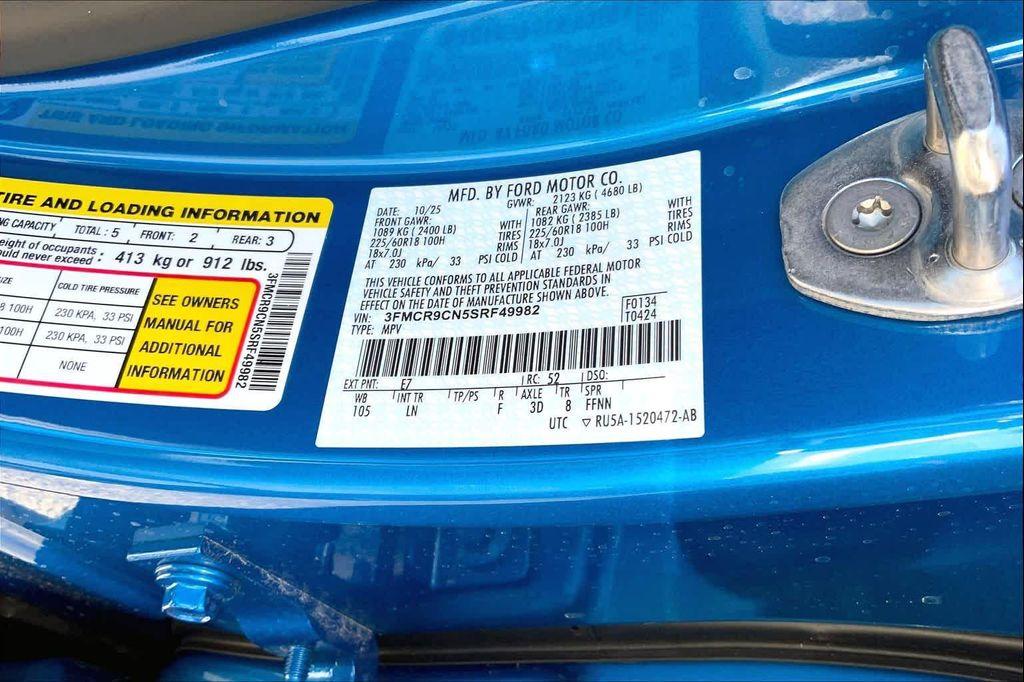 TIRE AND LOADING INFORMATION
NG CAPACITY TOTAL : 5 FRONT: 2 REAR: 3
eight of occupants
ould never exceed : 413 kg or 912 lbs.
IZE COLD TIRE PRESSURE
8 100H 230 KPA, 33 PSI
100H 230 KPA, 33 PSI
NONE
SEE OWNERS
MANUAL FOR
ADDITIONAL
INFORMATION
3FMCR9CN5SRF49982
MFD. BY FORD MOTOR CO.
DATE: 10/25 GVWR: 2123 KG ( 4680 LB)
FRONT GAWR: REAR GAWR:
1089 KG ( 2400 LB) WITH 1082 KG ( 2385 LB) WITH
225/60R18 100H TIRES 225/60R18 100H TIRES
18x7.0J RIMS 18x7.0J RIMS
AT 230 kPa/ 33 PSI COLD AT 230 kPa/ 33 PSI COLD
THIS VEHICLE CONFORMS TO ALL APPLICABLE FEDERAL MOTOR
VEHICLE SAFETY AND THEFT PREVENTION STANDARDS IN
EFFECT ON THE DATE OF MANUFACTURE SHOWN ABOVE.
VIN: 3FMCR9CN5SRF49982 F0134
TYPE: MPV T0424
EXT PNT: E7 RC: 52 DSO:
WB INT TR TP/PS R AXLE TR SPR
105 LN F 3D 8 FFNN
UTC ▽ RU5A-1520472-AB